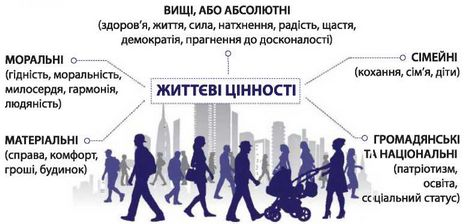 ВИЩІ, АБО АБСОЛЮТНІ
(здоров’я, життя, сила, натхнення, радість, щастя,
демократія, прагнення до досконалості)
МОРАЛЬНІ
(гідність, моральність,
милосердя, гармонія,
людяність)
СІМЕЙНІ
(кохання, сім’я, діти)
ЖИТТЄВІ ЦІННОСТІ
МАТЕРІАЛЬНІ
(справа, комфорт,
гроші, будинок)
ГРОМАДЯНСЬКІ
ТА НАЦІОНАЛЬНІ
(патріотизм,
освіта,
соціальний статус)